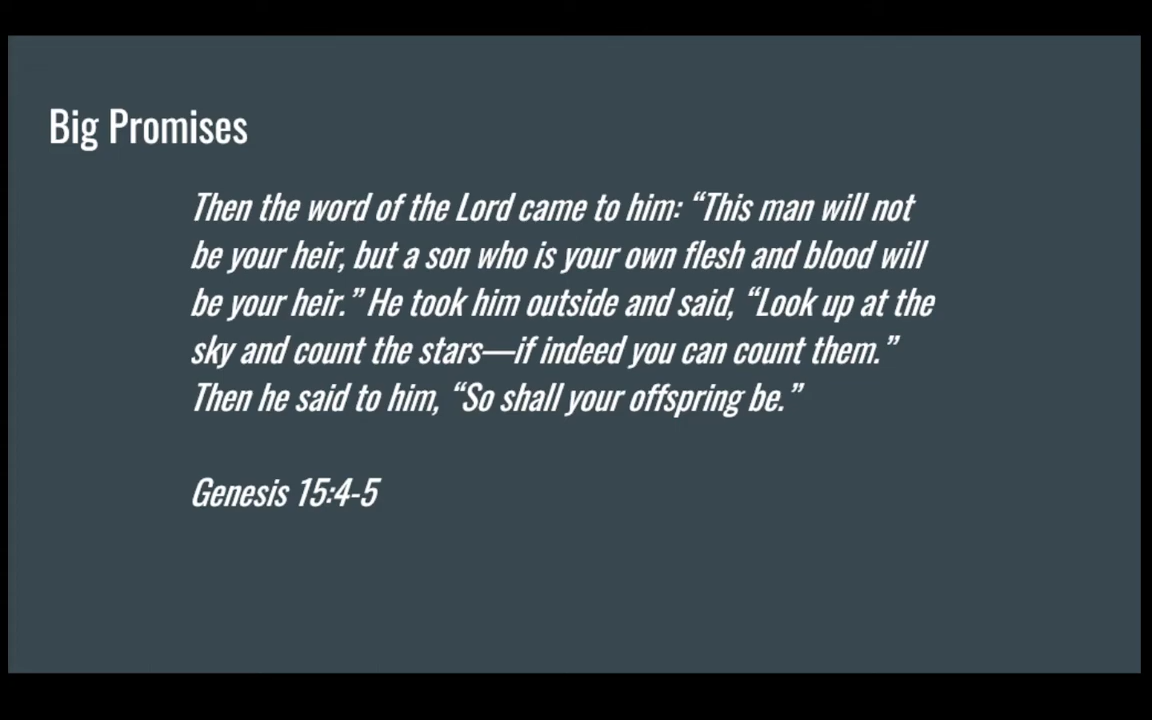 Big Promises
Then the word of the Lord came to him: “This man will not
be your heir, but a son who is your own flesh and blood will
be your heir.” He took him outside and said, “Look up at the
sky and count the stars—if indeed you can count them.”
Then he said to him, “So shall your offspring be.”
Genesis 15:4-5